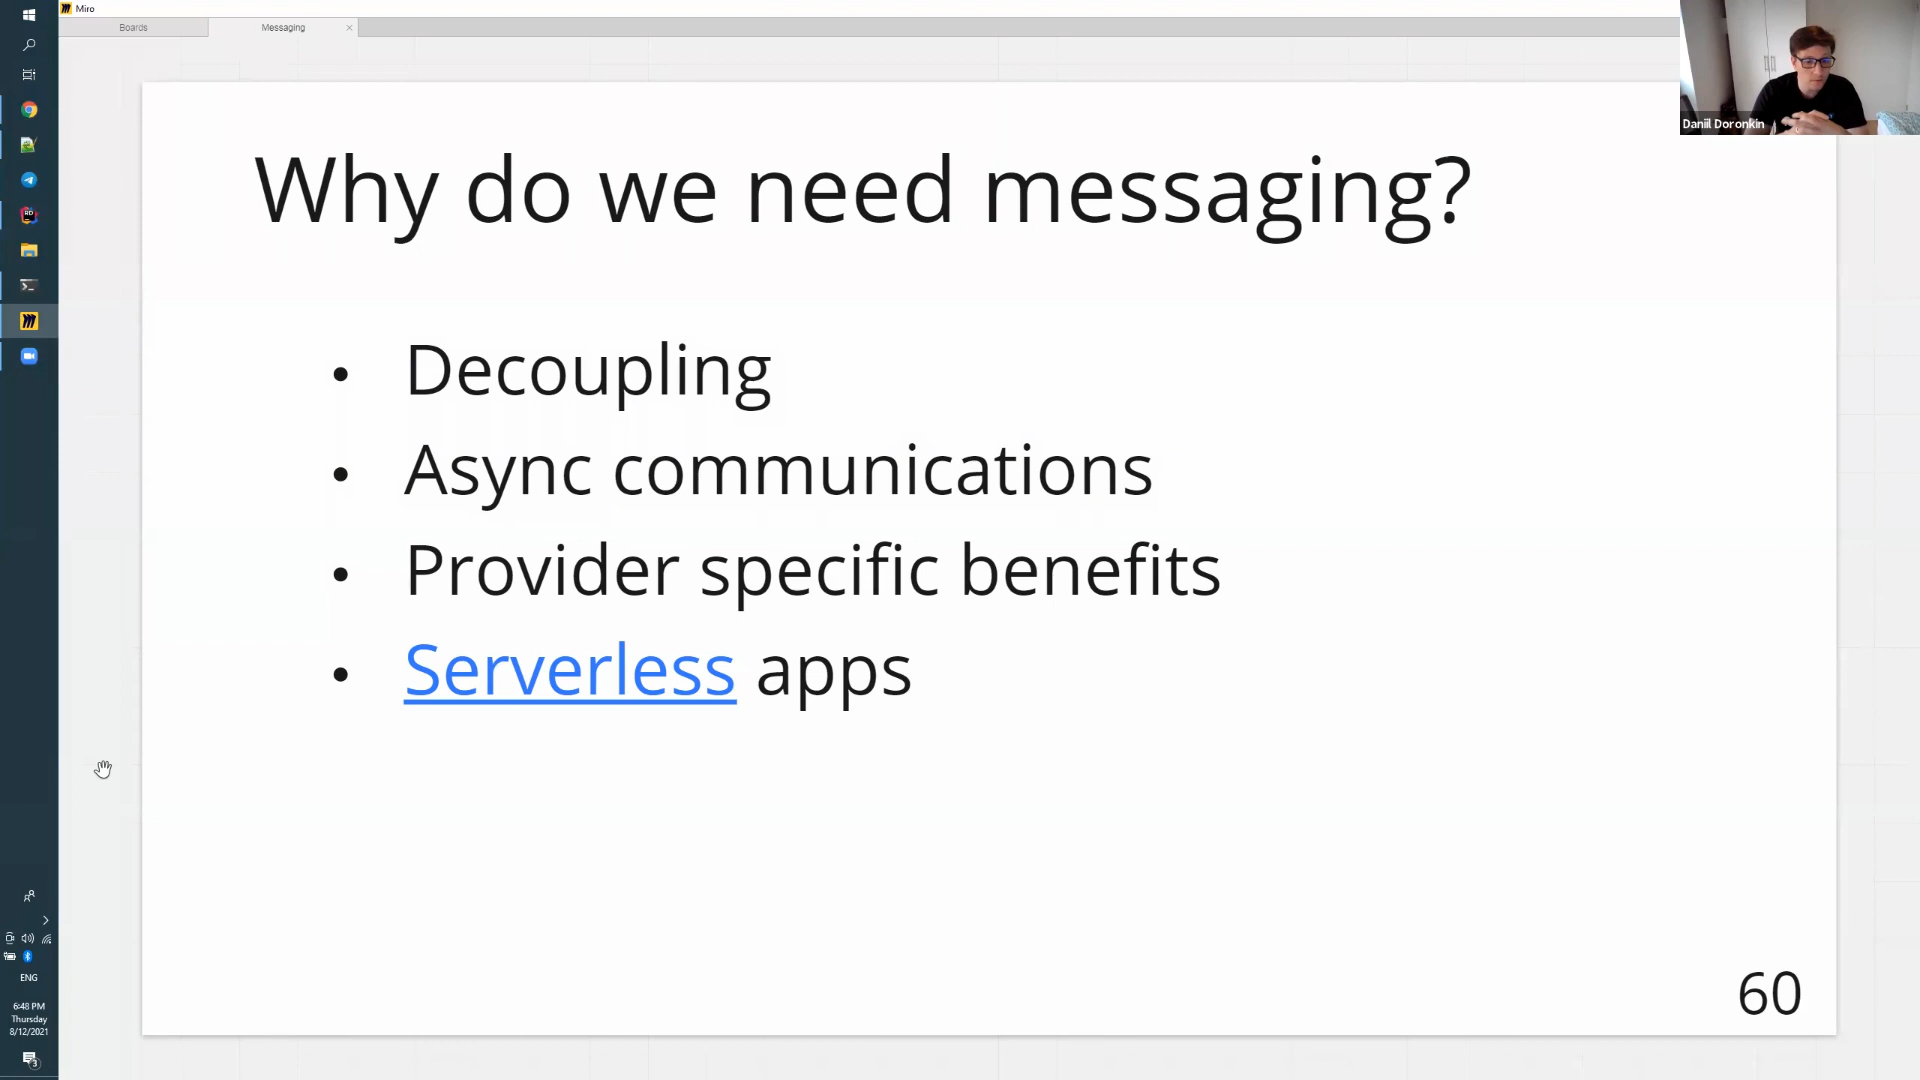 Miro
Boards
Messaging
Daniil Doronkin
Why do we need messaging?
• Decoupling
• Async communications
• Provider specific benefits
• Serverless apps
60
ENG
6:48 PM
Thursday
8/12/2021
3